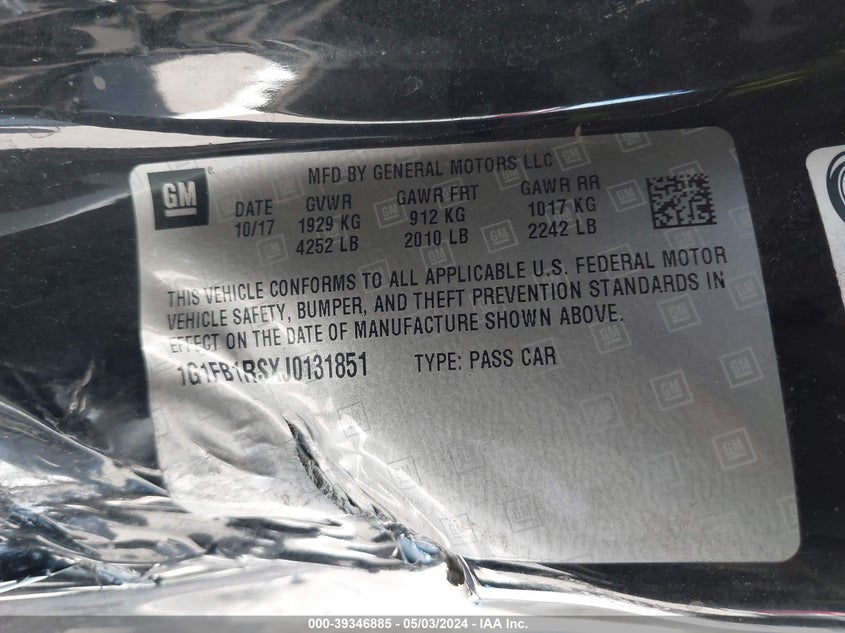 GM
MFD BY GENERAL MOTORS LLC
DATE GVWR GAWR FRT GAWR RR
10/17 1929 KG 912 KG 1017 KG
4252 LB 2010 LB 2242 LB
THIS VEHICLE CONFORMS TO ALL APPLICABLE U.S. FEDERAL MOTOR
VEHICLE SAFETY, BUMPER, AND THEFT PREVENTION STANDARDS IN
EFFECT ON THE DATE OF MANUFACTURE SHOWN ABOVE.
1G1FB1RSXJ0131851 TYPE: PASS CAR
000-39346885 - 05/03/2024 - IAA Inc.